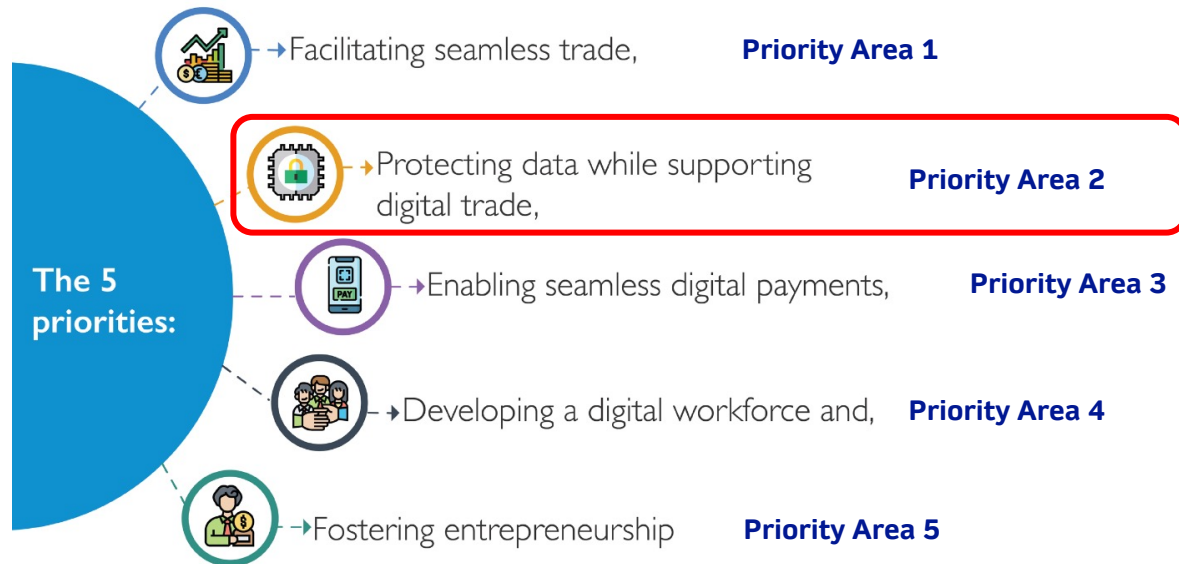 Facilitating seamless trade, Priority Area 1
Protecting data while supporting
digital trade,
Priority Area 2
The 5
priorities:
PAY
Enabling seamless digital payments, Priority Area 3
Developing a digital workforce and, Priority Area 4
Fostering entrepreneurship Priority Area 5